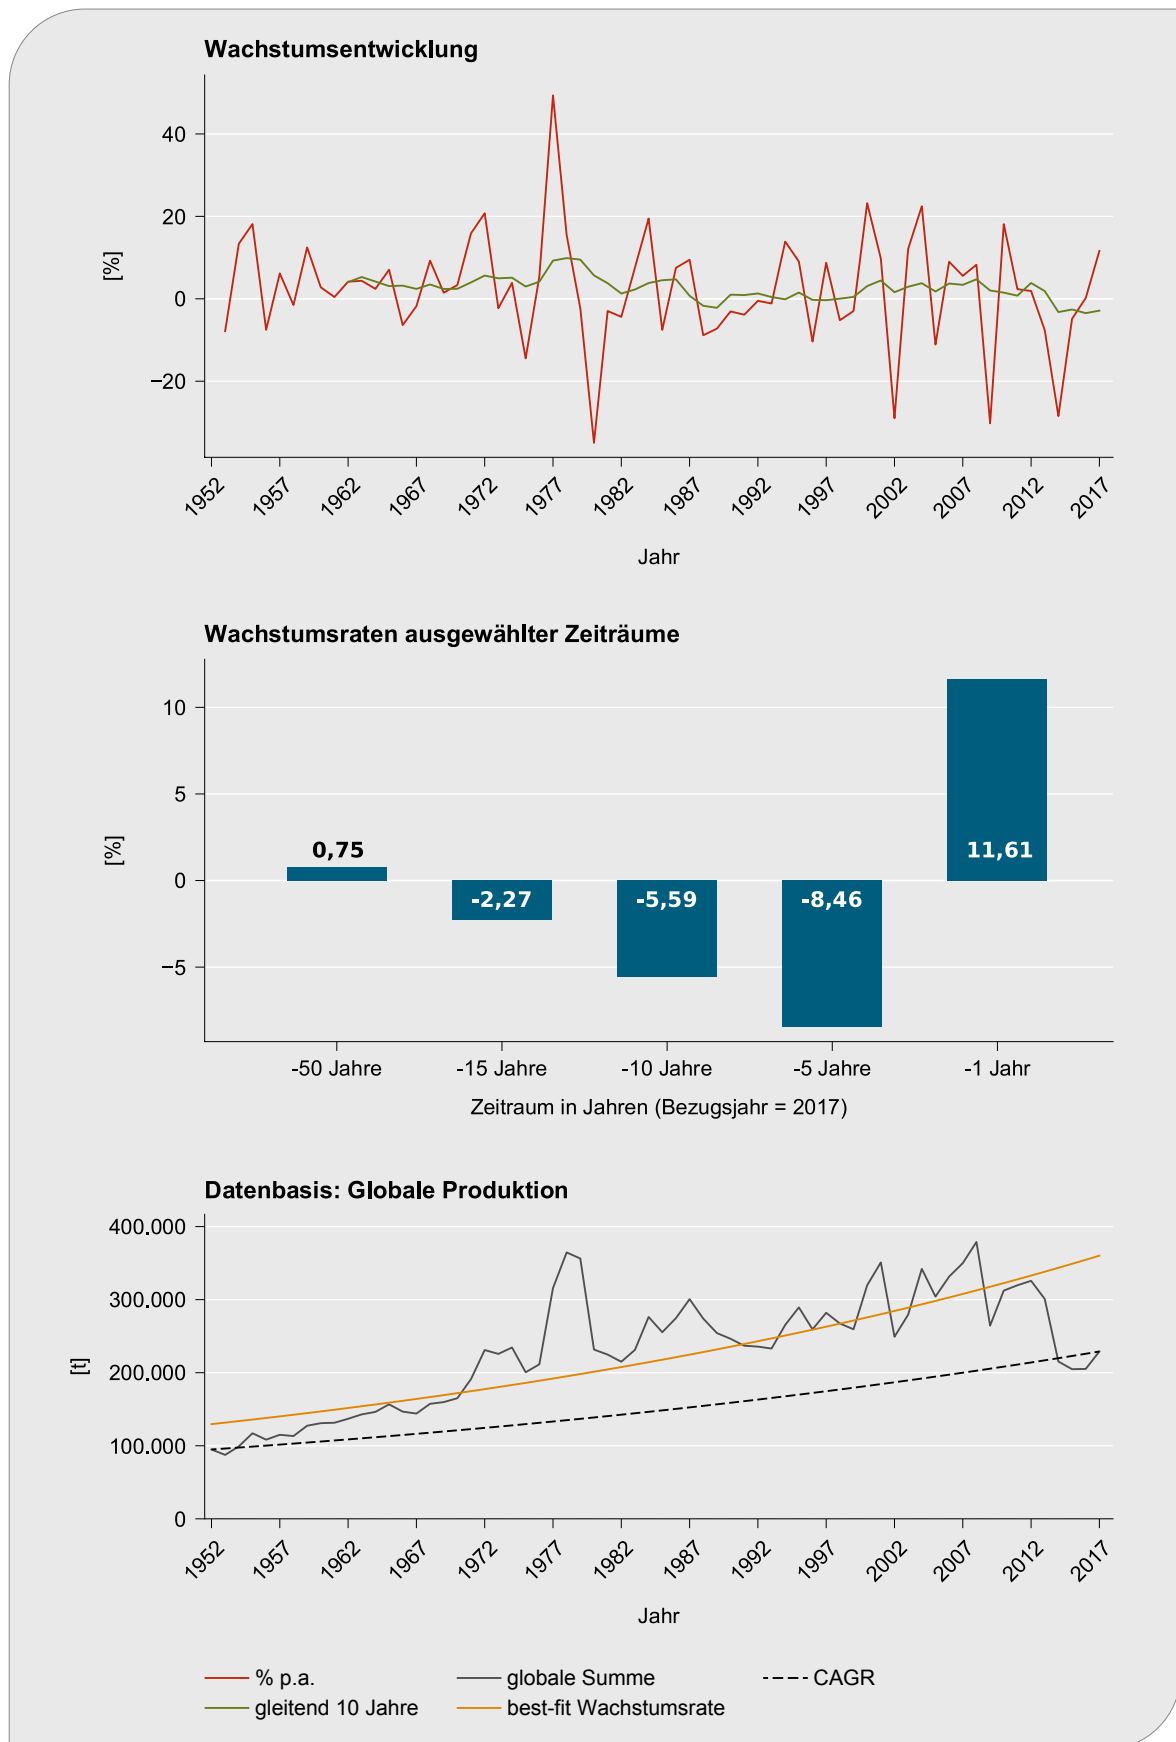 Wachstumsentwicklung
40
20
0
−20
[%]
1952 1957 1962 1967 1972 1977 1982 1987 1992 1997 2002 2007 2012 2017
Jahr
Wachstumsraten ausgewählter Zeiträume
10
5
0
−5
[%]
0,75 -2,27 -5,59 -8,46 11,61
-50 Jahre -15 Jahre -10 Jahre -5 Jahre -1 Jahr
Zeitraum in Jahren (Bezugsjahr = 2017)
Datenbasis: Globale Produktion
400.000
300.000
200.000
100.000
0
[t]
1952 1957 1962 1967 1972 1977 1982 1987 1992 1997 2002 2007 2012 2017
Jahr
% p.a. globale Summe CAGR
gleitend 10 Jahre best-fit Wachstumsrate